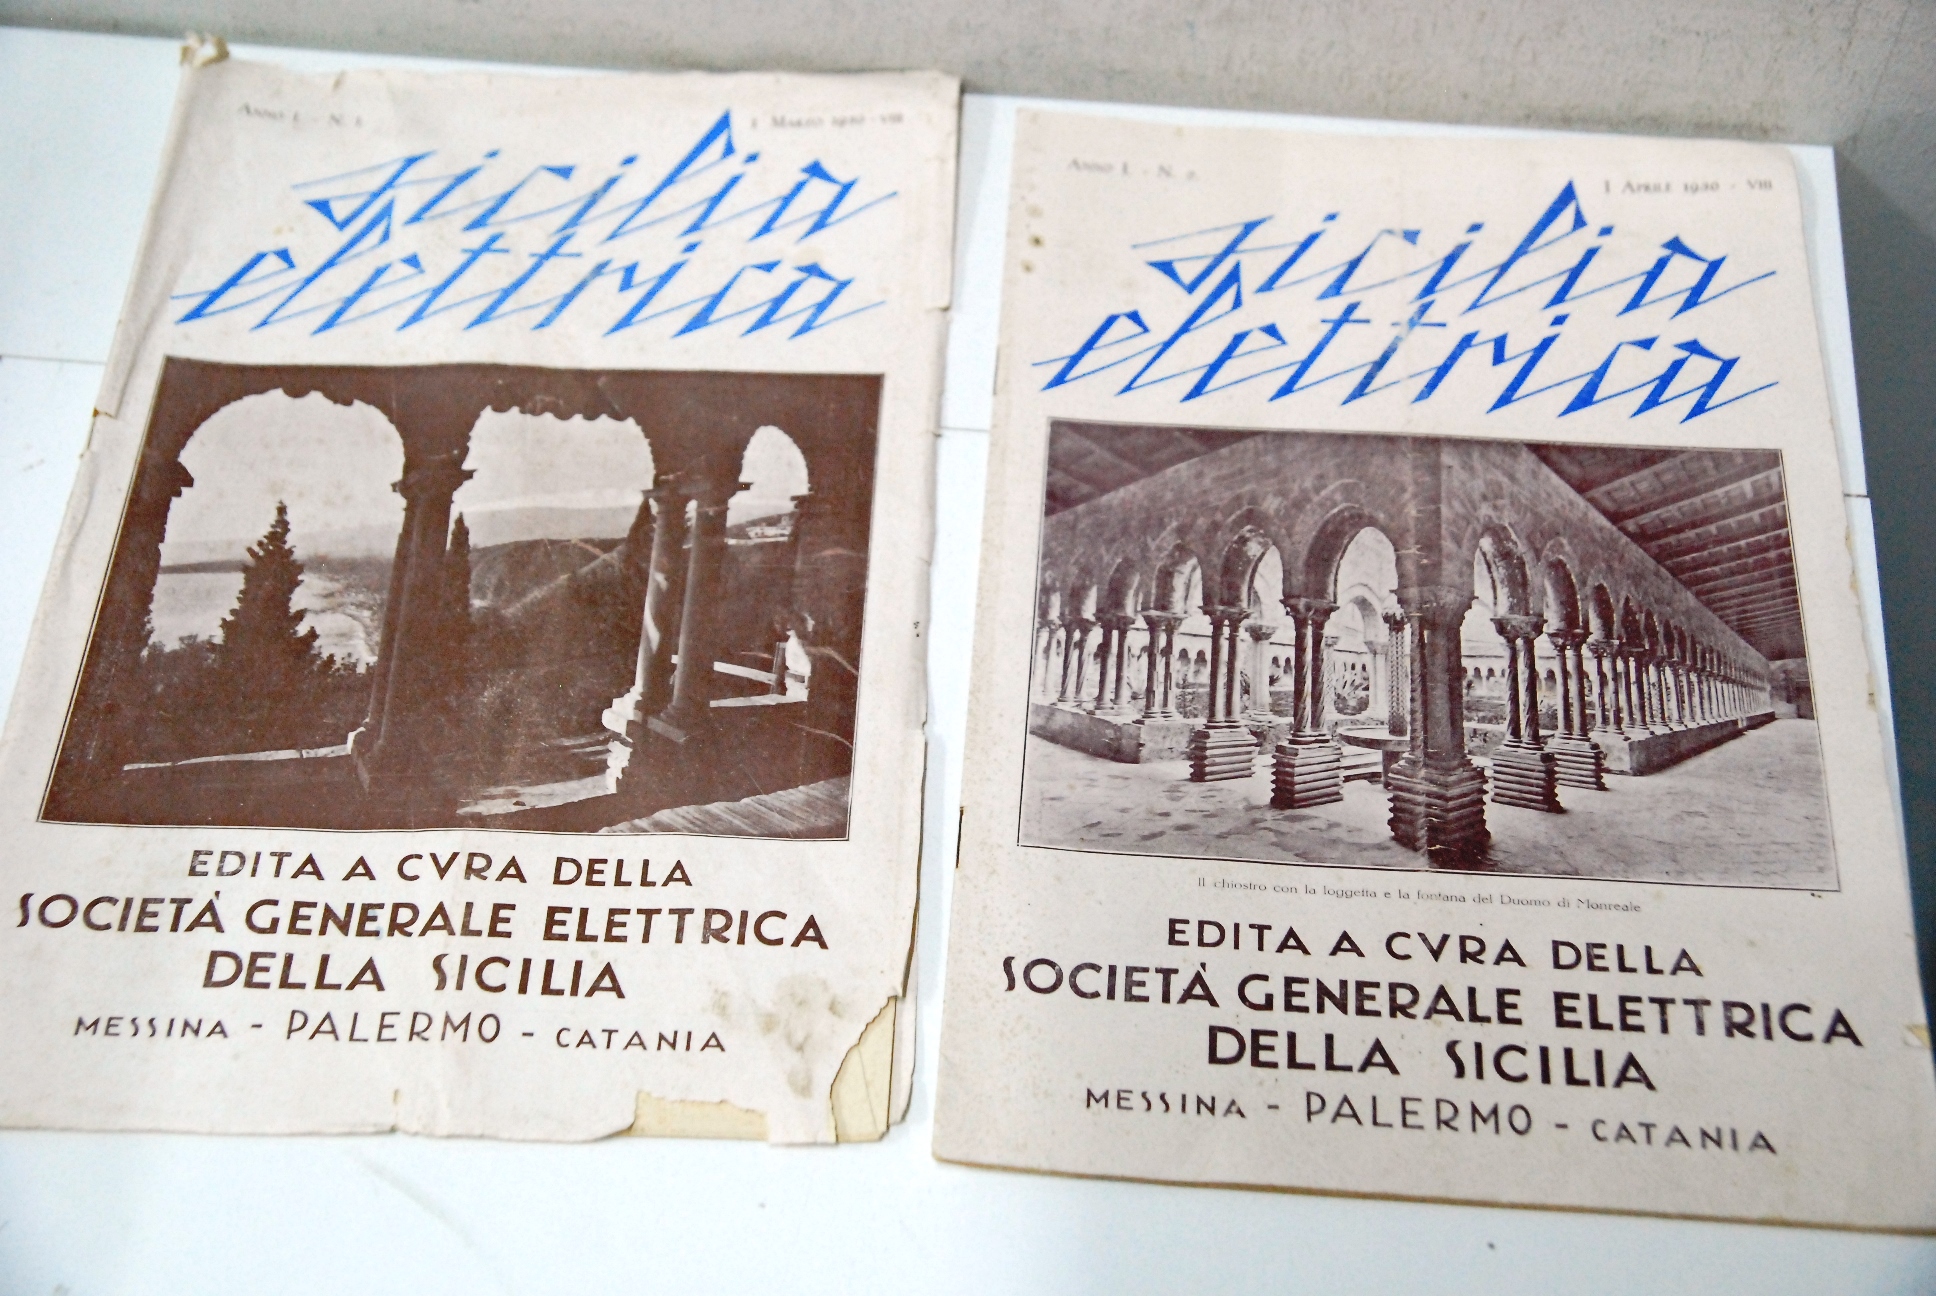 Anno I. - N. 1
1 Marzo 1930 - VIII
sicilia
elettrica
EDITA A CVRA DELLA
SOCIETÀ GENERALE ELETTRICA
DELLA SICILIA
MESSINA - PALERMO - CATANIA
Anno I. - N. 2.
1 Aprile 1930 - VIII
sicilia
elettrica
Il chiostro con la loggetta e la fontana del Duomo di Monreale
EDITA A CVRA DELLA
SOCIETÀ GENERALE ELETTRICA
DELLA SICILIA
MESSINA - PALERMO - CATANIA